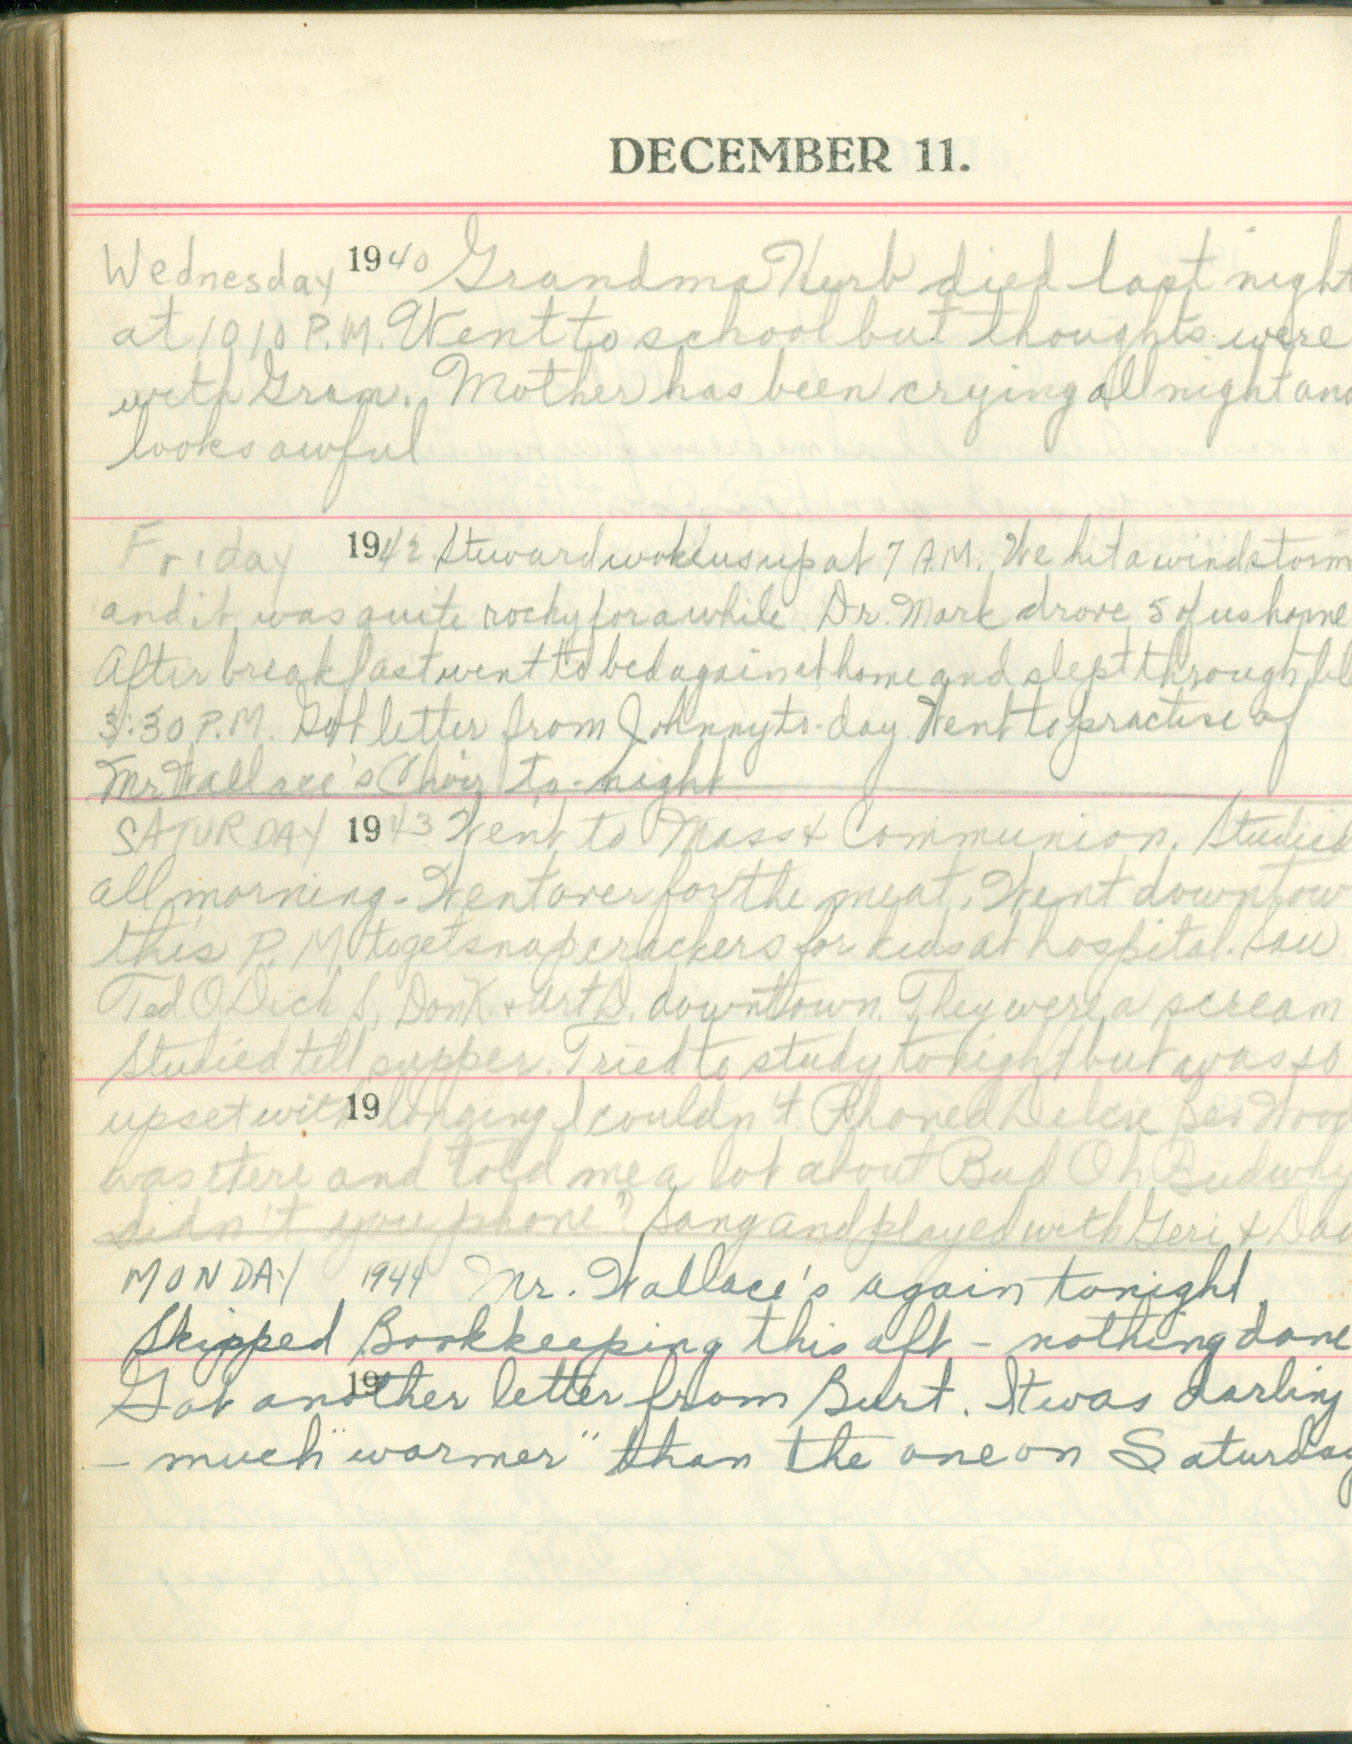 DECEMBER 11.
Wednesday 1940 Grandma Kerb died last night
at 10 10 P.M. Went to school but thoughts were
with Gram. Mother has been crying all night and
looks awful
Friday 1942 Steward woke us up at 7 A.M. We hit a windstorm
and it was quite rocky for a while. Dr. Mark drove 5 of us home
After breakfast went to bed again at home and slept through till
3:30 P.M. Got letter from Johnny to-day. Went to practise of
Mr Wallace's Choir to-night
SATURDAY 1943 Went to Mass & Communion. Studied
all morning - Went over for the meat. Went downtow
this P.M. to get snapcrackers for kids at hospital. Saw
Ted O. Dick S. Don K. & Art D. downtown. They were a scream
Studied till supper. Tried to study tonight but was so
upset with 19 longing I couldn't. Phoned Bev Wood
was there and told me a lot about Bud. Oh Bud why
didn't you phone? Sang and played with Geri & Da
MONDAY 1944 Mr. Wallace's again tonight.
Skipped Bookkeeping this aft - nothing done
19
Got another letter from Burt. It was darling
- much "warmer" than the one on Saturday